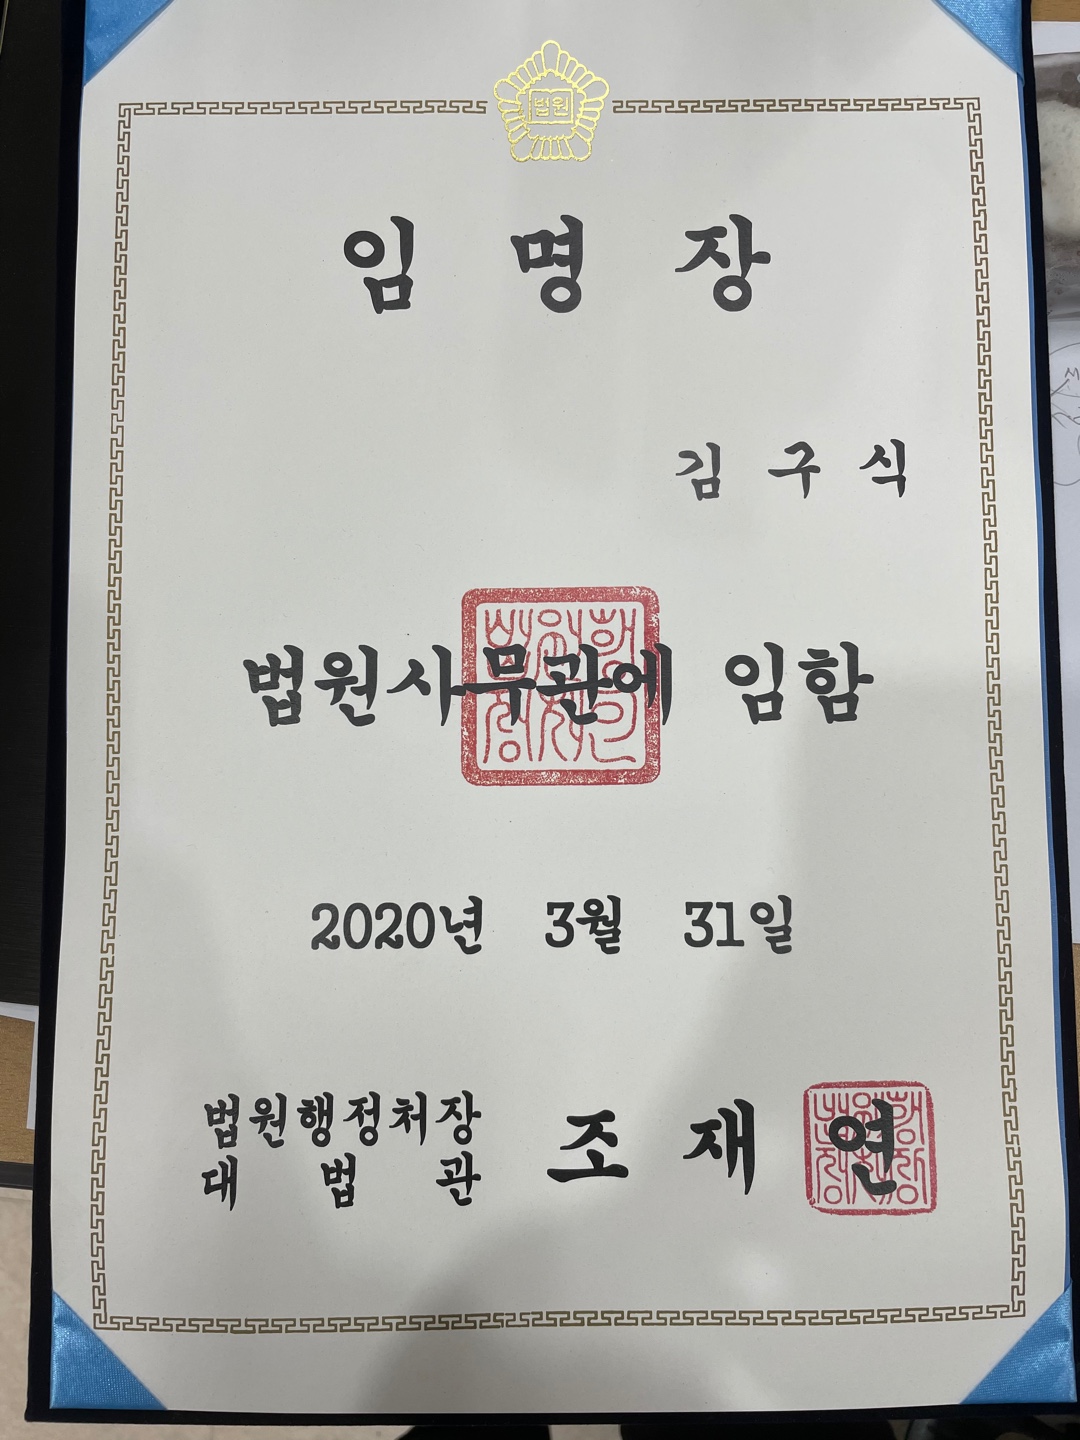 법원
임 명 장
김 구 식
법원사무관에 임함
2020년 3월 31일
법원행정처장
대 법 관
조 재 연